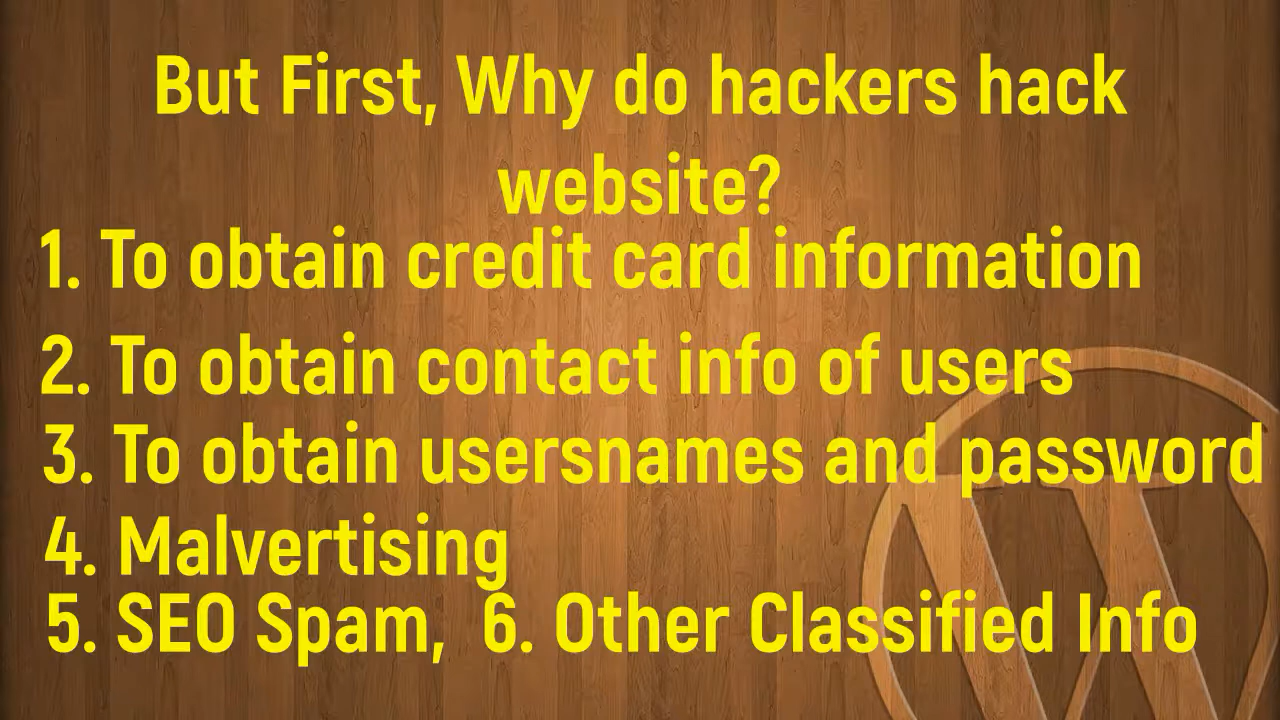 But First, Why do hackers hack
website?
1. To obtain credit card information
2. To obtain contact info of users
3. To obtain usersnames and password
4. Malvertising
5. SEO Spam, 6. Other Classified Info